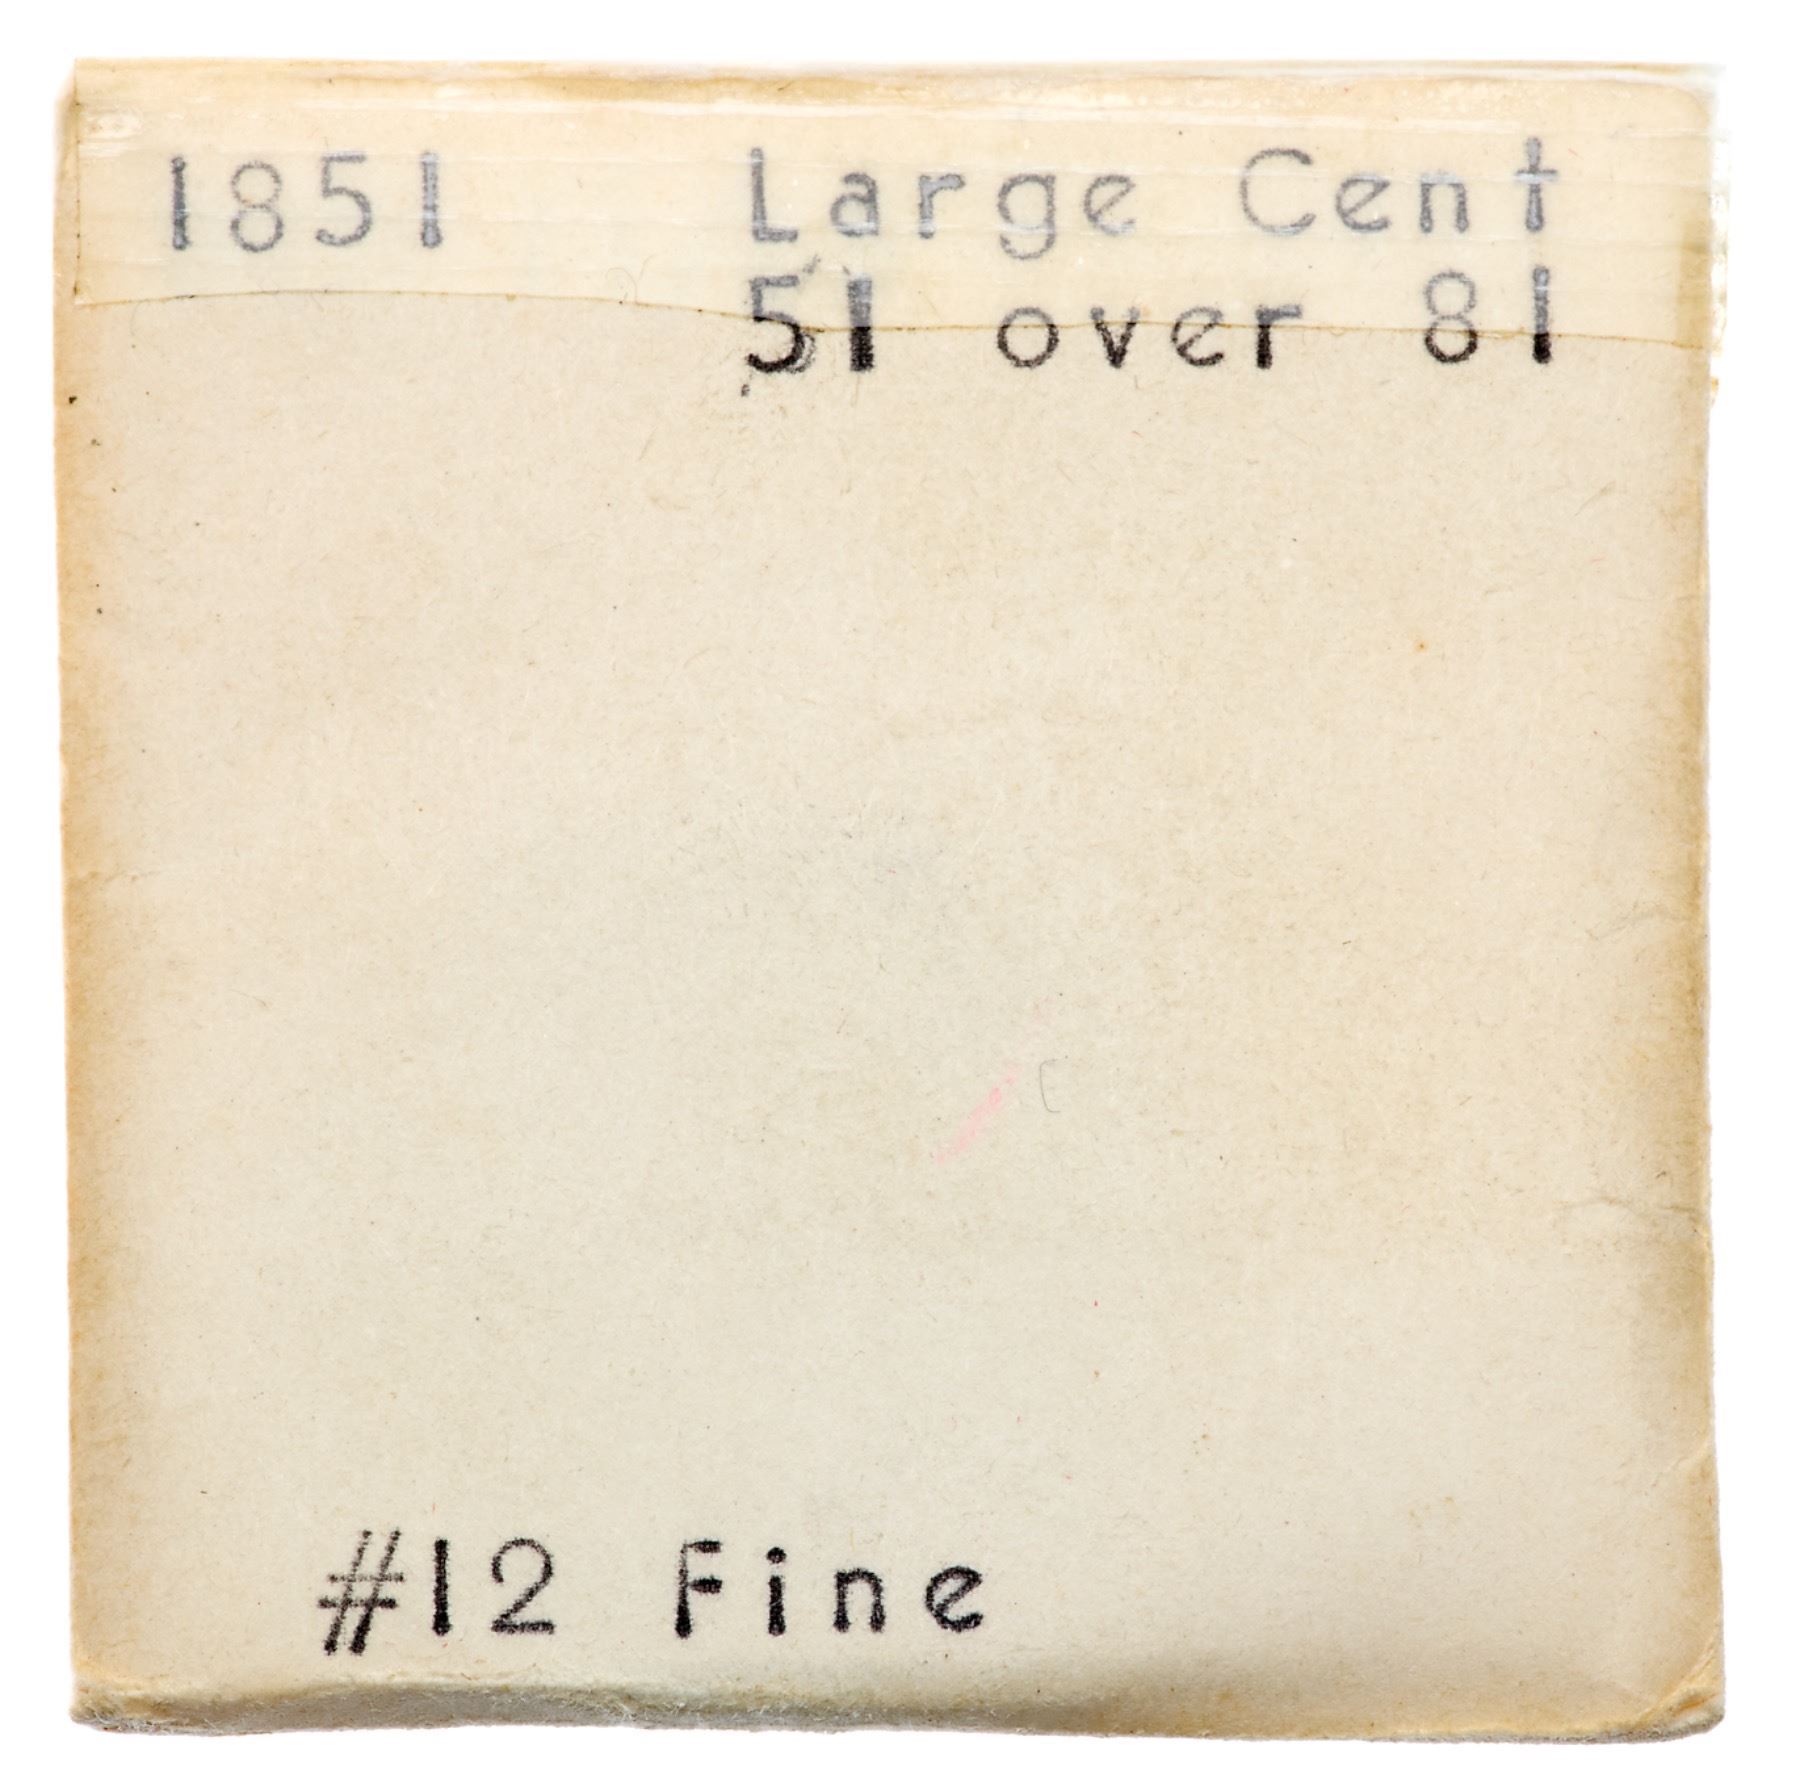 1851 Large Cent
51 over 81
#12 Fine